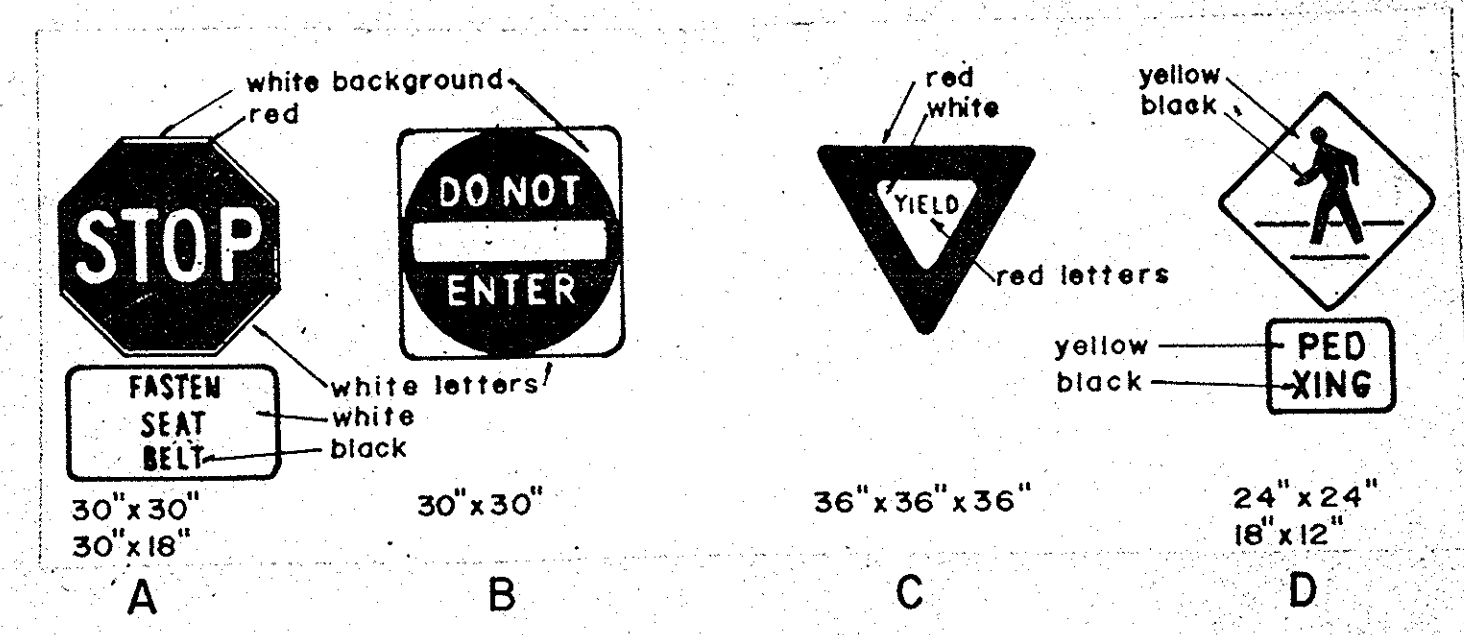 white background
red
STOP
FASTEN
SEAT
BELT
white letters
white
black
30"x30"
30"x18"
A
DO NOT
ENTER
30"x30"
B
red
white
YIELD
red letters
36"x36"x36"
C
yellow
black
yellow
black
PED
XING
24"x24"
18"x12"
D